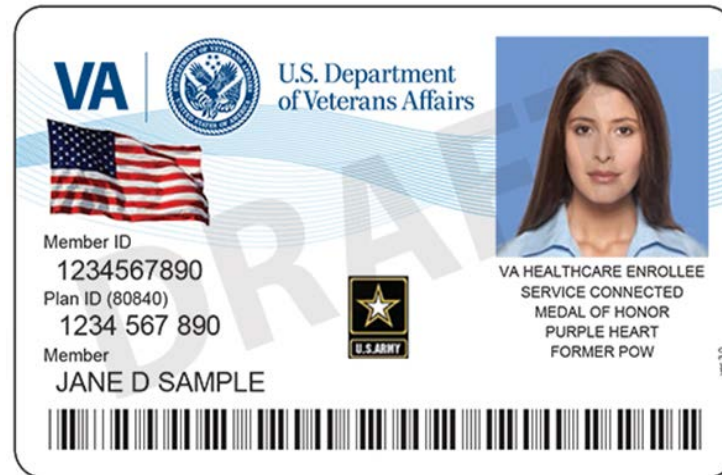 VA
U.S. Department
of Veterans Affairs
Member ID
1234567890
Plan ID (80840)
1234 567 890
Member
JANE D SAMPLE
U.S.ARMY
VA HEALTHCARE ENROLLEE
SERVICE CONNECTED
MEDAL OF HONOR
PURPLE HEART
FORMER POW
DRAFT